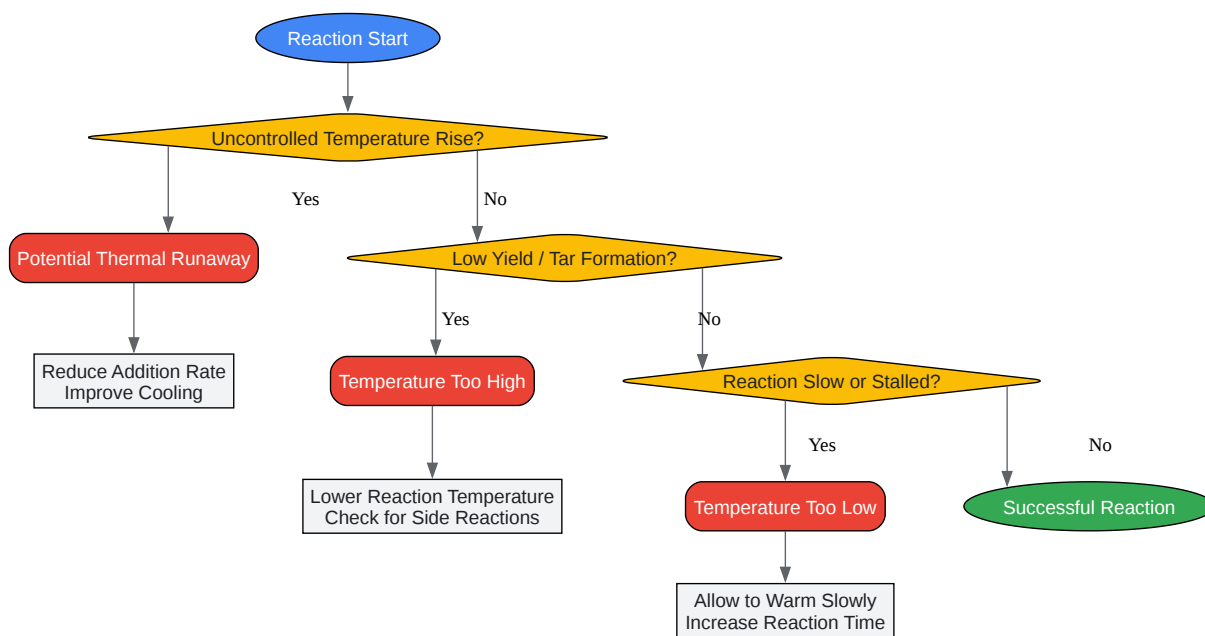 Reaction Start
Uncontrolled Temperature Rise?
Yes
No
Potential Thermal Runaway
Low Yield / Tar Formation?
Reduce Addition Rate
Improve Cooling
Yes
No
Temperature Too High
Reaction Slow or Stalled?
Lower Reaction Temperature
Check for Side Reactions
Yes
No
Temperature Too Low
Successful Reaction
Allow to Warm Slowly
Increase Reaction Time